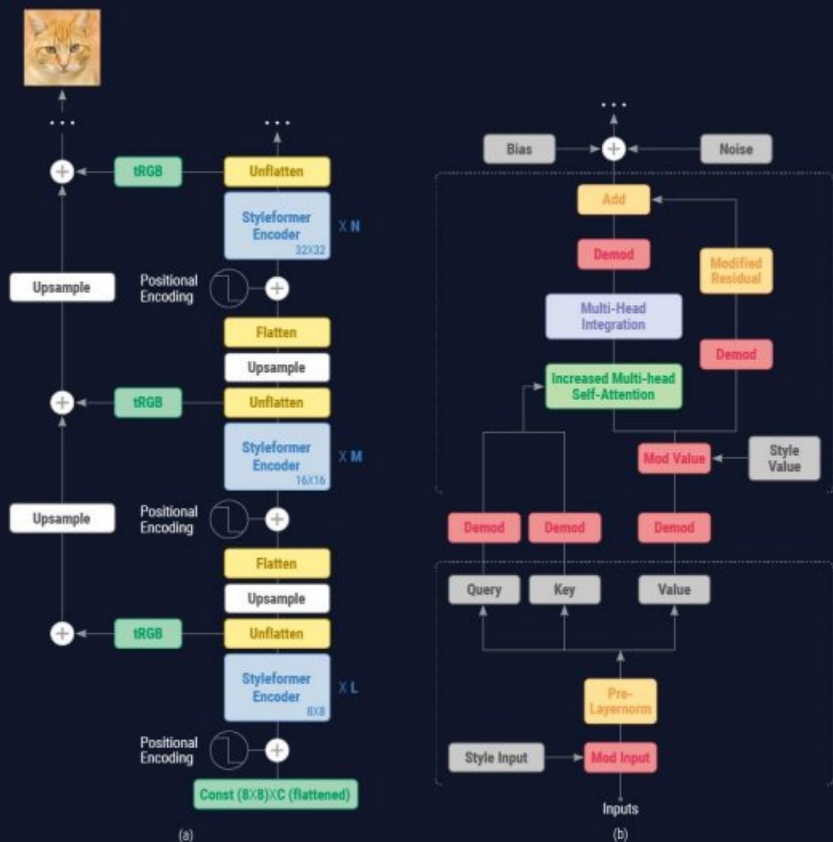 ...
...
tRGB
Unflatten
Styleformer
Encoder
32X32
X N
Positional
Encoding
Upsample
Flatten
Upsample
tRGB
Unflatten
Styleformer
Encoder
16X16
X M
Positional
Encoding
Upsample
Flatten
Upsample
tRGB
Unflatten
Styleformer
Encoder
8X8
X L
Positional
Encoding
Const (8X8)XC (flattened)
(a)
...
Bias
Noise
Add
Demod
Modified
Residual
Multi-Head
Integration
Demod
Increased Multi-head
Self-Attention
Mod Value
Style
Value
Demod
Demod
Demod
Query
Key
Value
Pre-
Layernorm
Style Input
Mod Input
Inputs
(b)